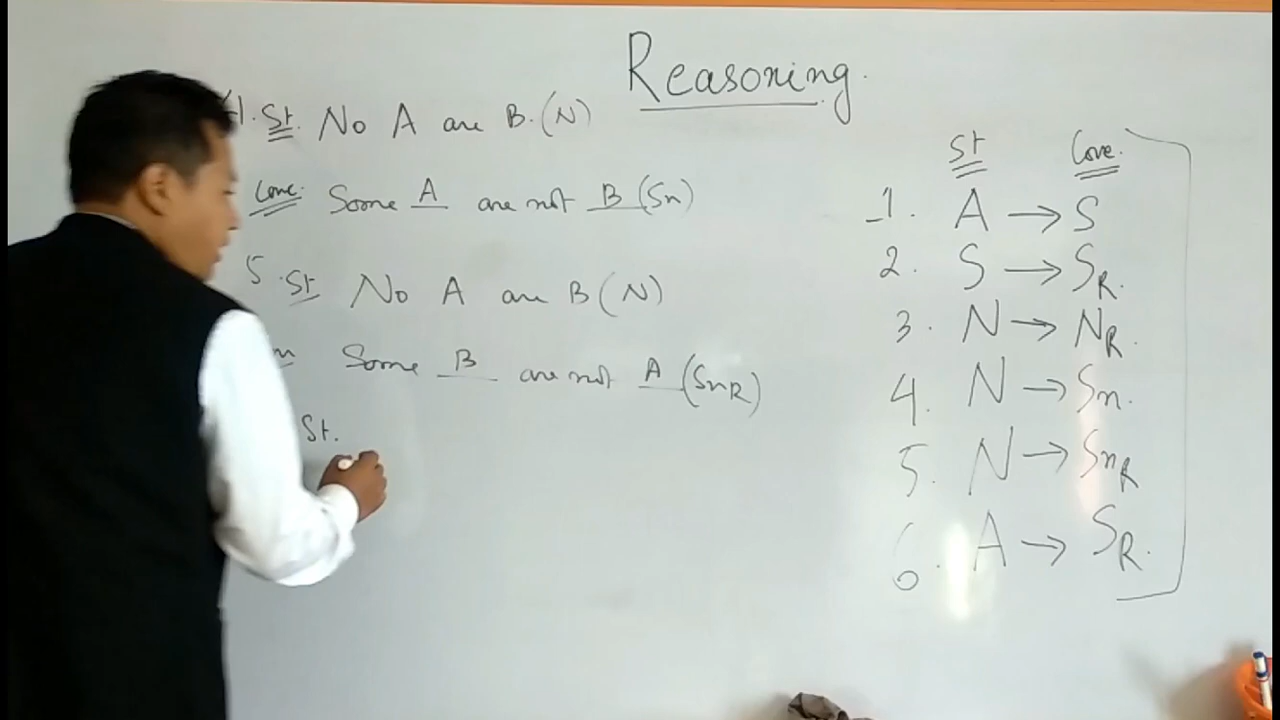 Reasoning.
4. St. No A are B. (N)
Conc. Some A are not B (Sn)
5. St No A are B (N)
Some B are not A (SnR)
St.
St Conc.
1. A → S
2. S → SR.
3. N → NR.
4. N → Sn.
5. N → SnR
6. A → SR.